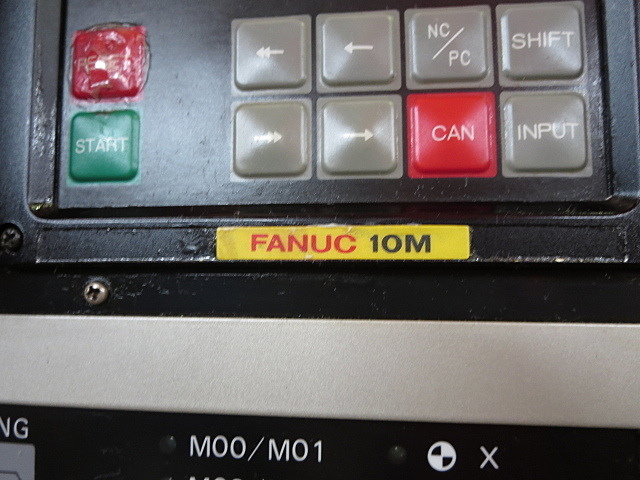 NC/PC SHIFT
RESET
START CAN INPUT
FANUC 10M
NG
M00/M01 X